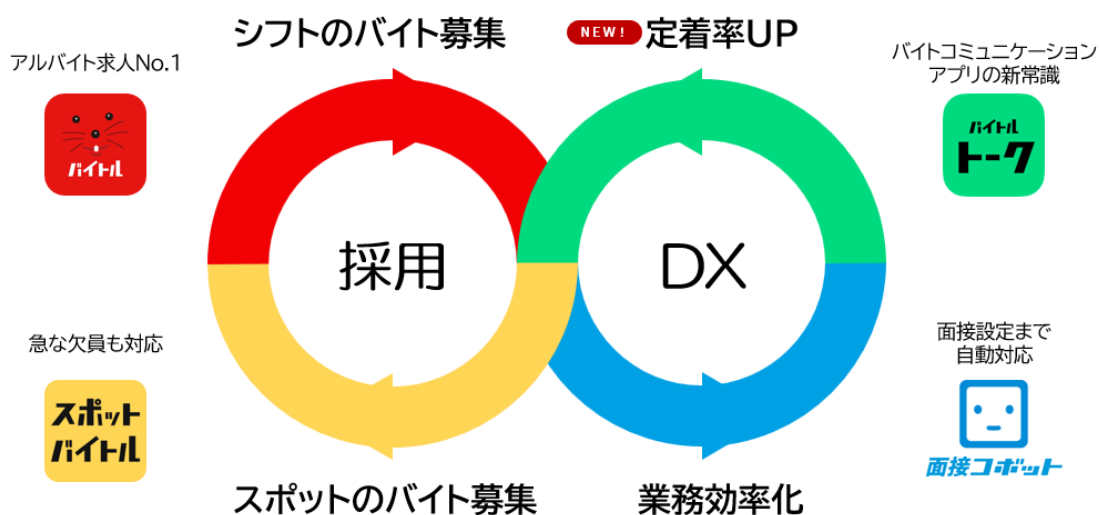 シフトのバイト募集
NEW!
定着率UP
アルバイト求人No.1
バイトル
バイトコミュニケーション
アプリの新常識
バイトル
トーク
採用
DX
急な欠員も対応
スポット
バイトル
面接設定まで
自動対応
面接コボット
スポットのバイト募集
業務効率化